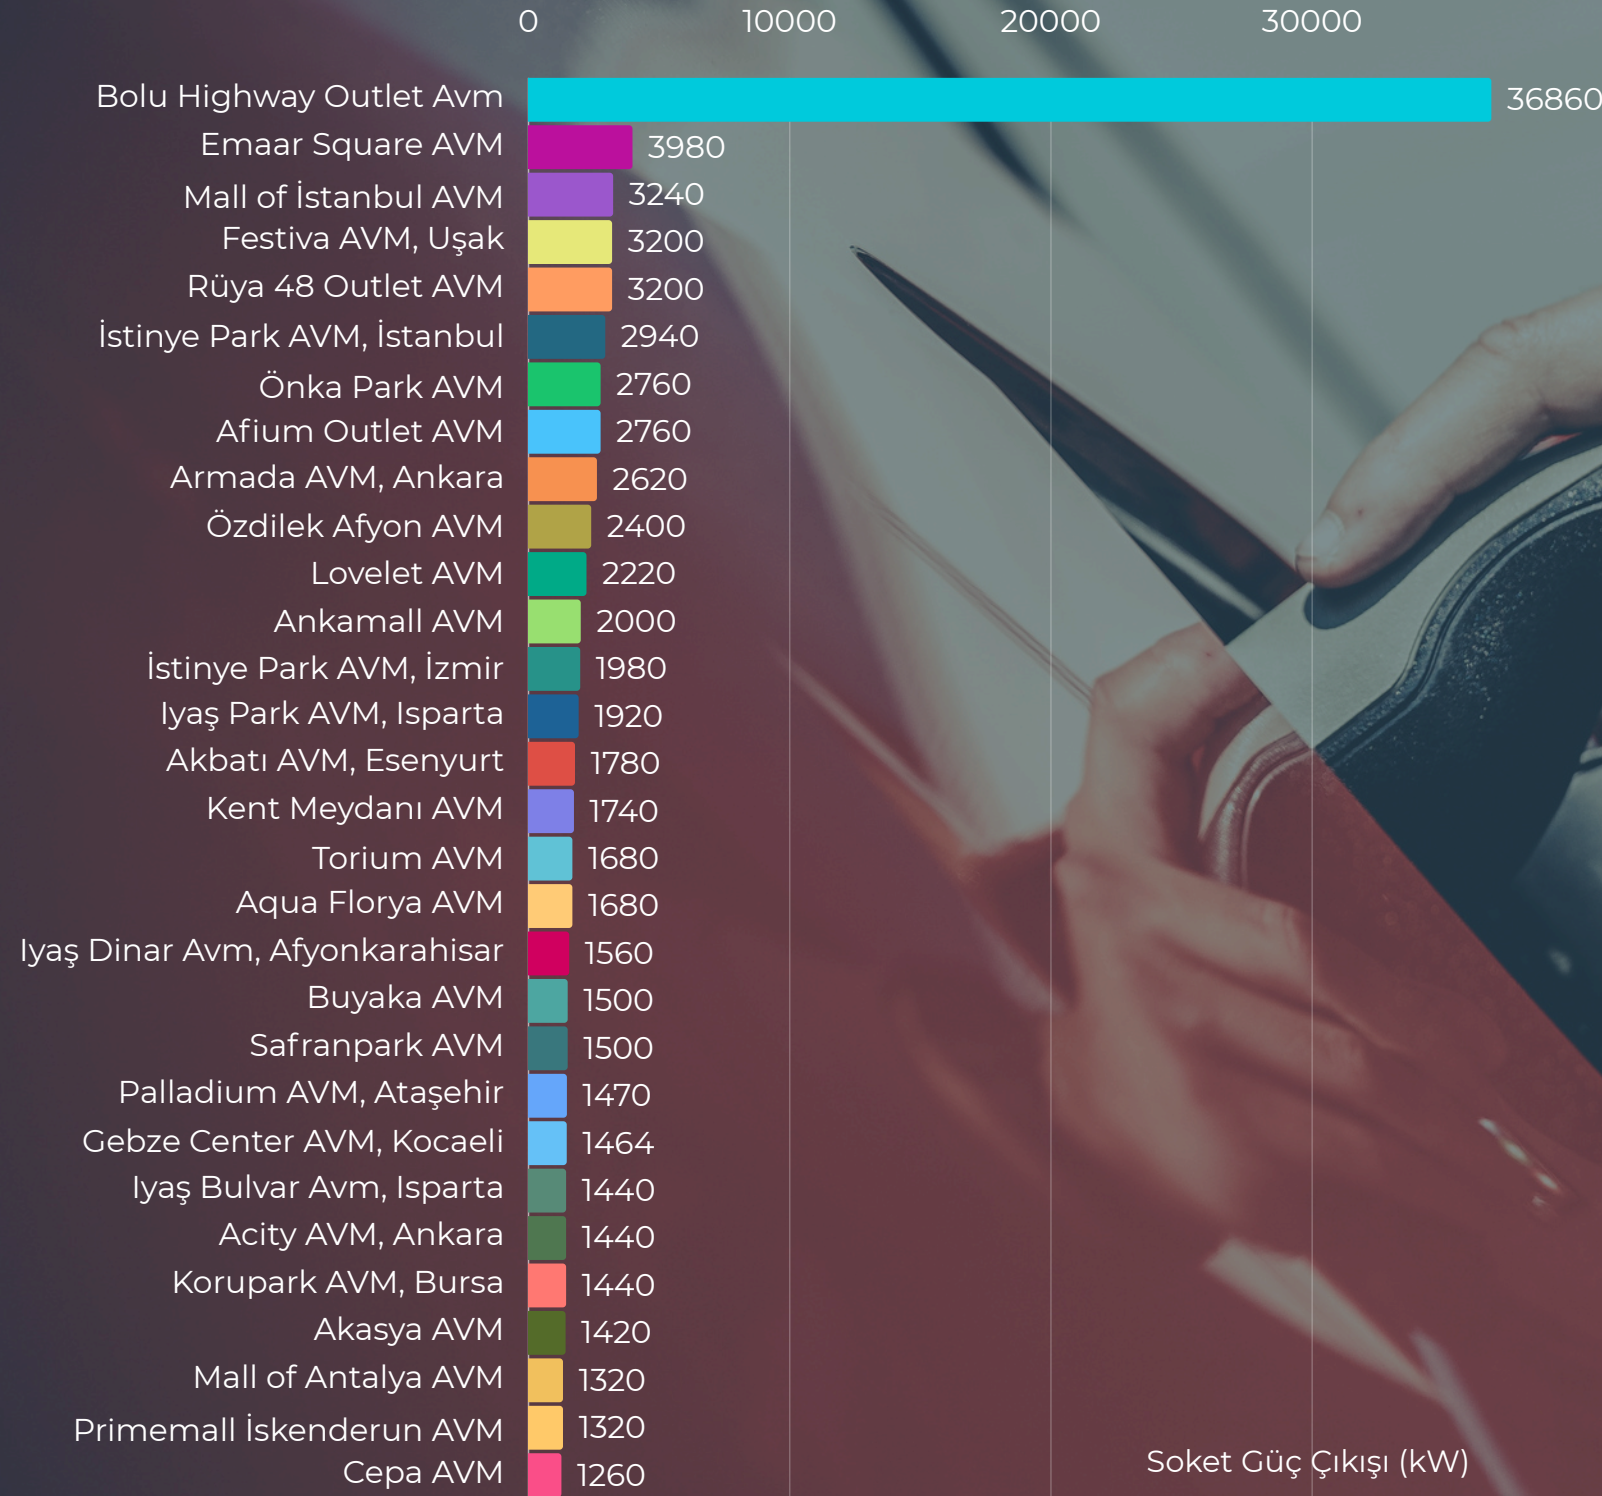 0 10000 20000 30000
Bolu Highway Outlet Avm 36860
Emaar Square AVM 3980
Mall of İstanbul AVM 3240
Festiva AVM, Uşak 3200
Rüya 48 Outlet AVM 3200
İstinye Park AVM, İstanbul 2940
Önka Park AVM 2760
Afium Outlet AVM 2760
Armada AVM, Ankara 2620
Özdilek Afyon AVM 2400
Lovelet AVM 2220
Ankamall AVM 2000
İstinye Park AVM, İzmir 1980
Iyaş Park AVM, Isparta 1920
Akbatı AVM, Esenyurt 1780
Kent Meydanı AVM 1740
Torium AVM 1680
Aqua Florya AVM 1680
Iyaş Dinar Avm, Afyonkarahisar 1560
Buyaka AVM 1500
Safranpark AVM 1500
Palladium AVM, Ataşehir 1470
Gebze Center AVM, Kocaeli 1464
Iyaş Bulvar Avm, Isparta 1440
Acity AVM, Ankara 1440
Korupark AVM, Bursa 1440
Akasya AVM 1420
Mall of Antalya AVM 1320
Primemall İskenderun AVM 1320
Soket Güç Çıkışı (kW)
Cepa AVM 1260